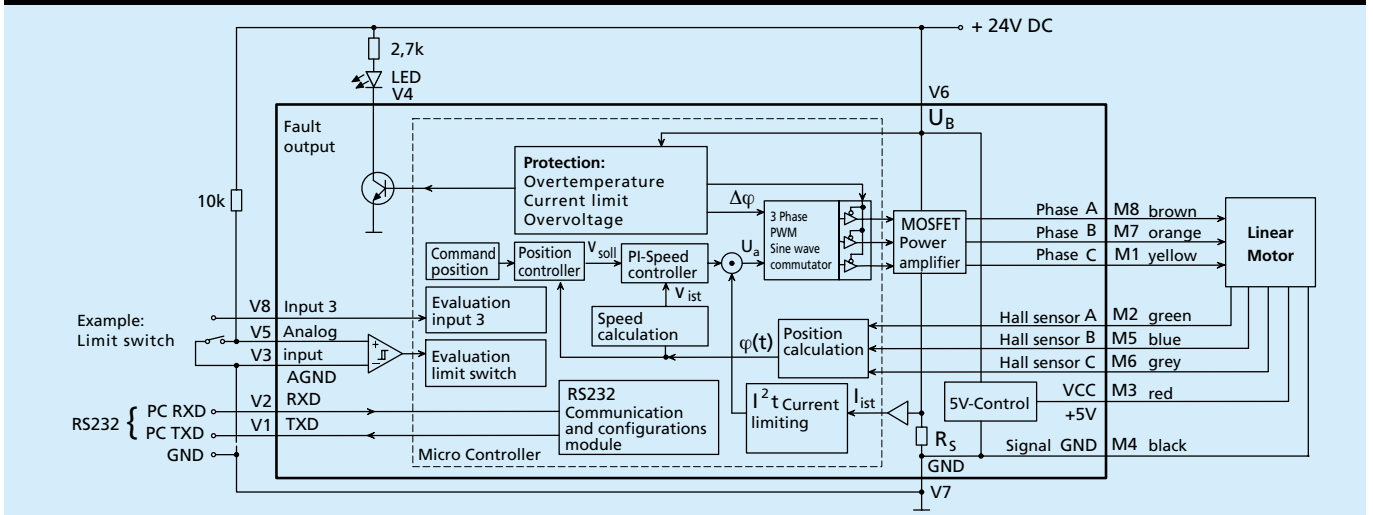 + 24V DC
2,7k
LED
V4
V6
Fault
output
U_B
Protection:
Overtemperature
Current limit
Overvoltage
10k
Δφ
3 Phase
PWM
Sine wave
commutator
MOSFET
Power
amplifier
Phase A
M8 brown
Phase B
M7 orange
Phase C
M1 yellow
Linear
Motor
Command
position
Position
controller
V_soll
PI-Speed
controller
U_a
V_ist
V8
Input 3
Evaluation
input 3
Speed
calculation
φ(t)
Position
calculation
Hall sensor A
M2 green
Hall sensor B
M5 blue
Hall sensor C
M6 grey
Example:
Limit switch
V5
Analog
V3
input
AGND
Evaluation
limit switch
RS232 {
PC RXD
V2
RXD
PC TXD
V1
TXD
GND
RS232
Communication
and configurations
module
I²t Current
limiting
I_ist
5V-Control
VCC
+5V
M3 red
R_S
Signal GND
M4 black
GND
Micro Controller
V7